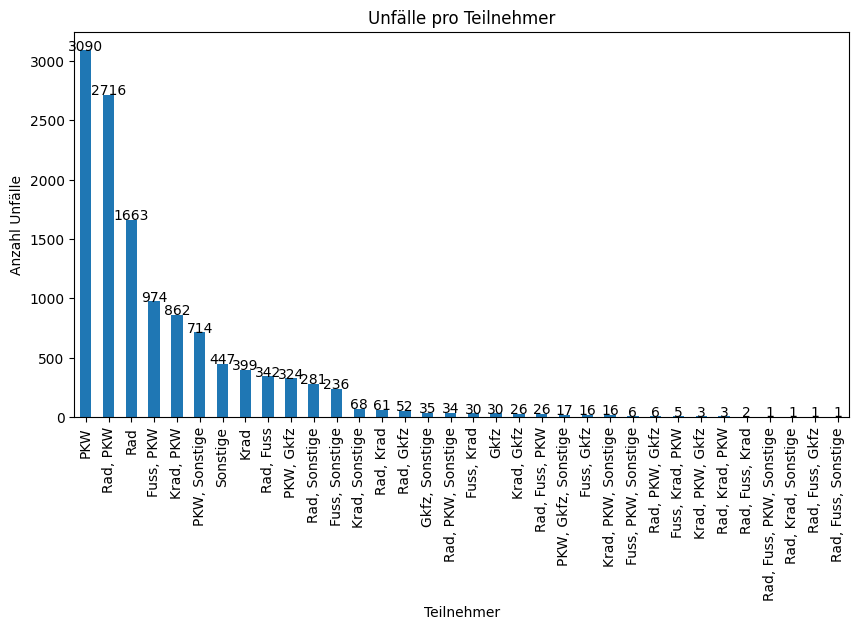 Unfälle pro Teilnehmer
Anzahl Unfälle
3000
2500
2000
1500
1000
500
0
3090
2716
1663
974
862
714
447
399
342
324
281
236
68
61
52
35
34
30
30
26
26
17
16
16
6
6
5
3
3
2
1
1
1
1
PKW
Rad, PKW
Rad
Fuss, PKW
Krad, PKW
PKW, Sonstige
Sonstige
Krad
Rad, Fuss
PKW, Gkfz
Rad, Sonstige
Fuss, Sonstige
Krad, Sonstige
Rad, Krad
Rad, Gkfz
Gkfz, Sonstige
Rad, PKW, Sonstige
Fuss, Krad
Gkfz
Krad, Gkfz
Rad, Fuss, PKW
PKW, Gkfz, Sonstige
Fuss, Gkfz
Krad, PKW, Sonstige
Fuss, PKW, Sonstige
Rad, PKW, Gkfz
Fuss, Krad, PKW
Krad, PKW, Gkfz
Rad, Krad, PKW
Rad, Fuss, Krad
Rad, Fuss, PKW, Sonstige
Rad, Krad, Sonstige
Rad, Fuss, Gkfz
Rad, Fuss, Sonstige
Teilnehmer